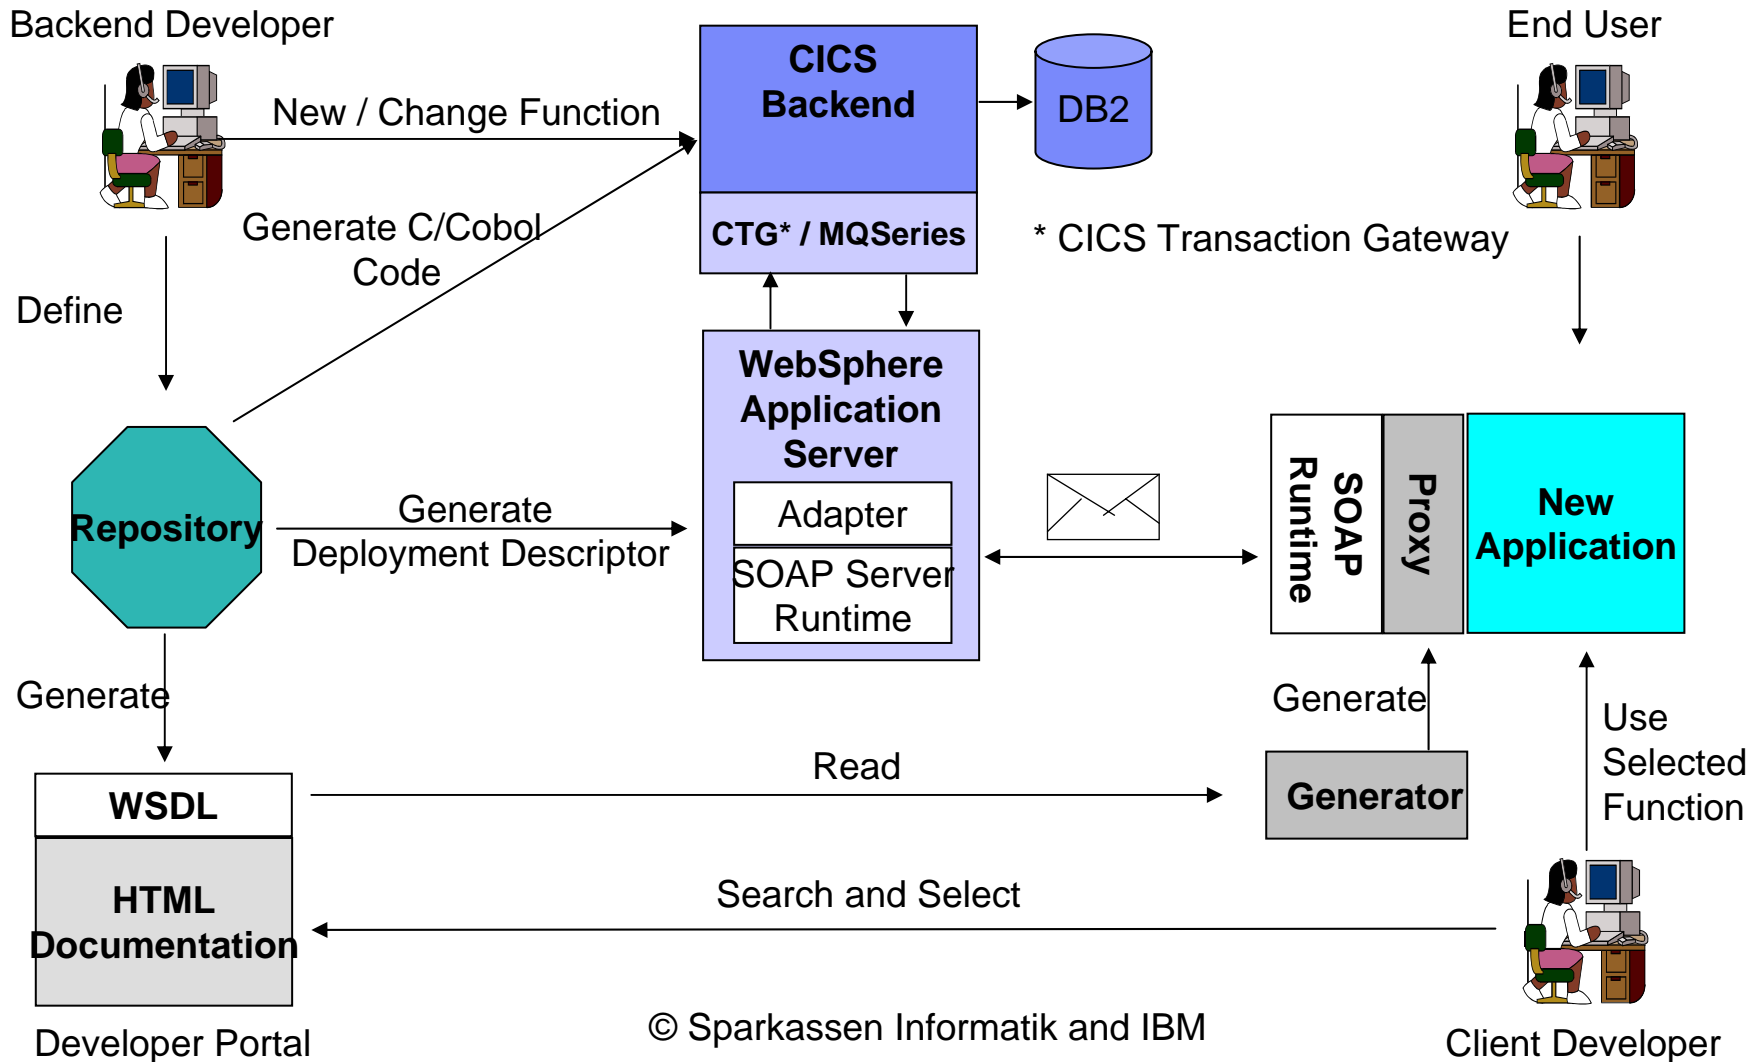 Backend Developer
End User
CICS
Backend
DB2
New / Change Function
Generate C/Cobol
Code
CTG* / MQSeries
* CICS Transaction Gateway
Define
WebSphere
Application
Server
Adapter
SOAP Server
Runtime
SOAP
Runtime
Proxy
New
Application
Repository
Generate
Deployment Descriptor
Generate
Generate
Use
Selected
Function
Read
WSDL
Generator
HTML
Documentation
Search and Select
Developer Portal
© Sparkassen Informatik and IBM
Client Developer